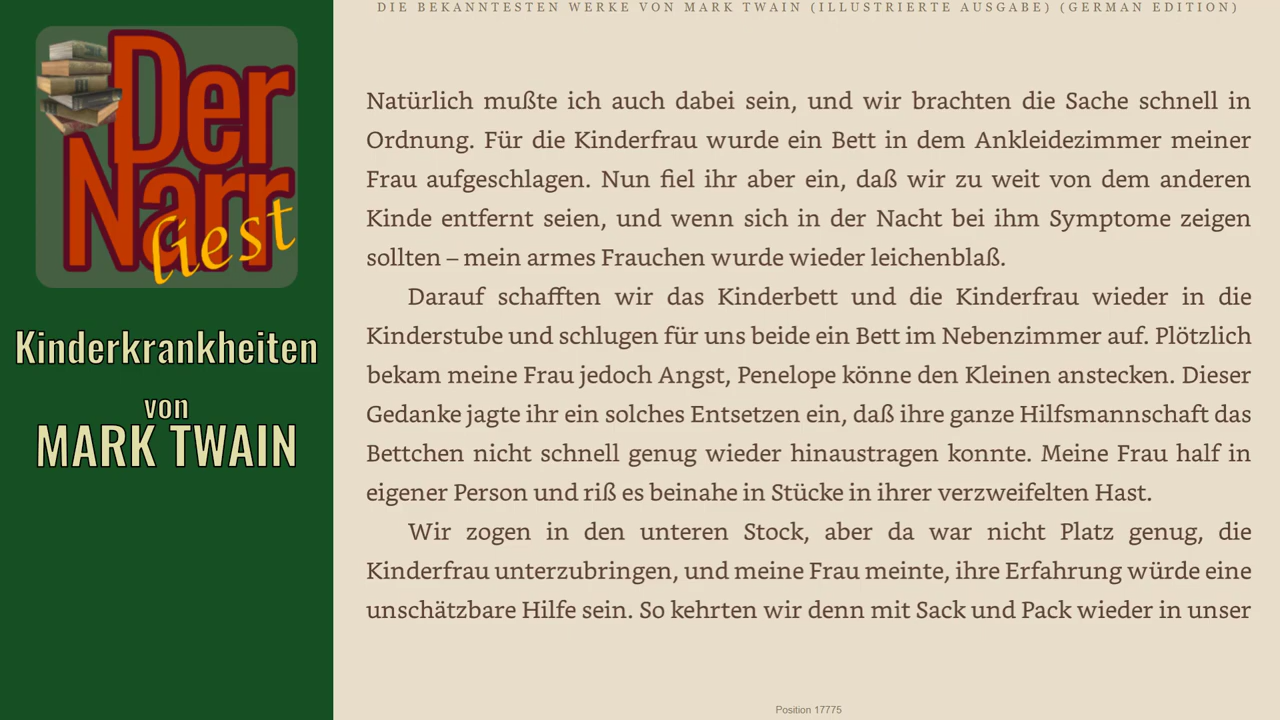 Der
Narr
liest
Kinderkrankheiten
von
MARK TWAIN
DIE BEKANNTESTEN WERKE VON MARK TWAIN (ILLUSTRIERTE AUSGABE) (GERMAN EDITION)
Natürlich mußte ich auch dabei sein, und wir brachten die Sache schnell in
Ordnung. Für die Kinderfrau wurde ein Bett in dem Ankleidezimmer meiner
Frau aufgeschlagen. Nun fiel ihr aber ein, daß wir zu weit von dem anderen
Kinde entfernt seien, und wenn sich in der Nacht bei ihm Symptome zeigen
sollten – mein armes Frauchen wurde wieder leichenblaß.
Darauf schafften wir das Kinderbett und die Kinderfrau wieder in die
Kinderstube und schlugen für uns beide ein Bett im Nebenzimmer auf. Plötzlich
bekam meine Frau jedoch Angst, Penelope könne den Kleinen anstecken. Dieser
Gedanke jagte ihr ein solches Entsetzen ein, daß ihre ganze Hilfsmannschaft das
Bettchen nicht schnell genug wieder hinaustragen konnte. Meine Frau half in
eigener Person und riß es beinahe in Stücke in ihrer verzweifelten Hast.
Wir zogen in den unteren Stock, aber da war nicht Platz genug, die
Kinderfrau unterzubringen, und meine Frau meinte, ihre Erfahrung würde eine
unschätzbare Hilfe sein. So kehrten wir denn mit Sack und Pack wieder in unser
Position 17775